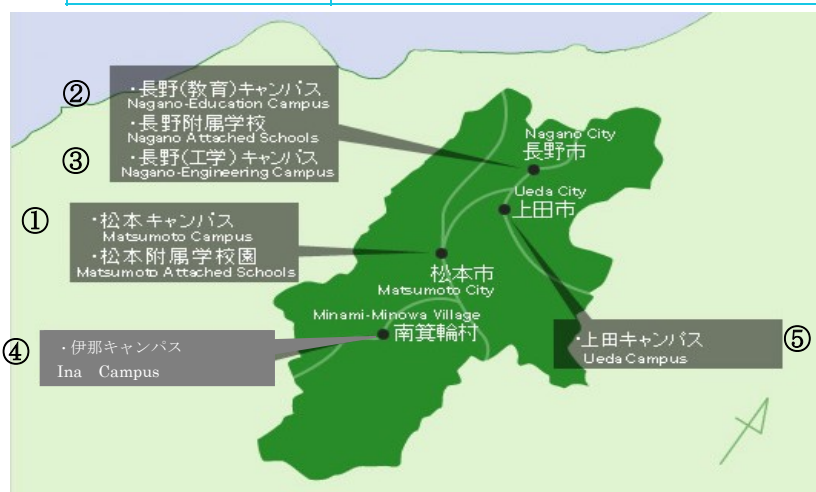 ②
・長野(教育)キャンパス
Nagano-Education Campus
・長野附属学校
Nagano Attached Schools
③
・長野(工学)キャンパス
Nagano-Engineering Campus
Nagano City
長野市
Ueda City
上田市
①
・松本キャンパス
Matsumoto Campus
・松本附属学校園
Matsumoto Attached Schools
松本市
Matsumoto City
Minami-Minowa Village
南箕輪村
④
・伊那キャンパス
Ina Campus
・上田キャンパス
Ueda Campus
⑤